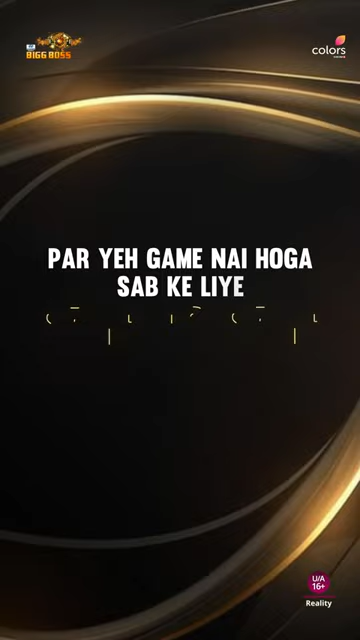 BIGG BOSS
colors
PAR YEH GAME NAI HOGA
SAB KE LIYE
U/A
16+
Reality